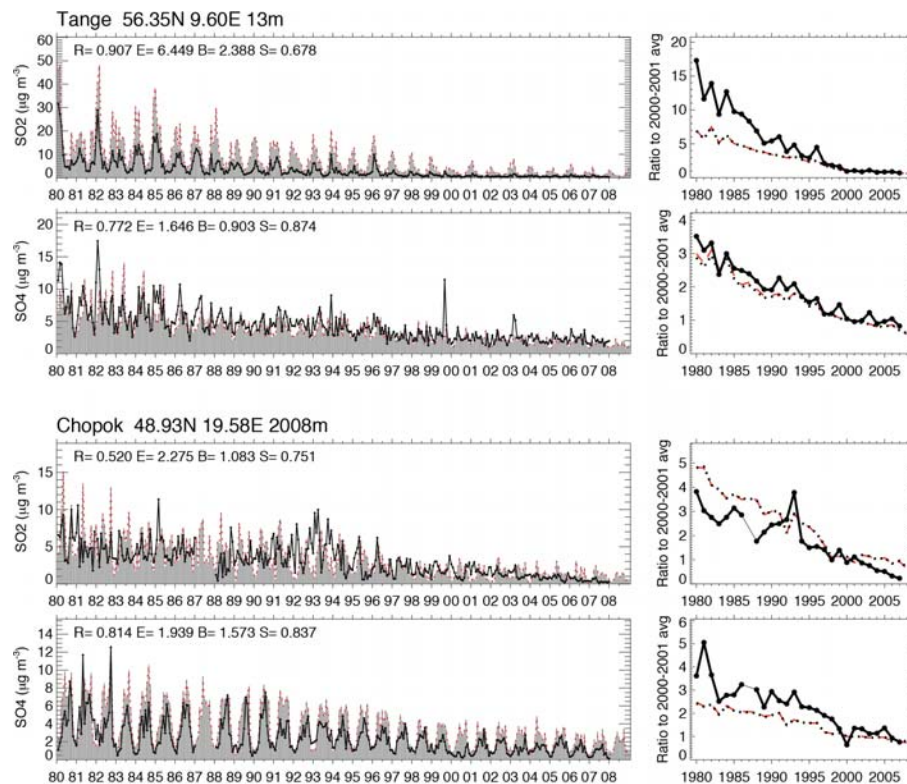 Tange 56.35N 9.60E 13m
R= 0.907 E= 6.449 B= 2.388 S= 0.678
SO2 (µg m⁻³)
60
50
40
30
20
10
0
80 81 82 83 84 85 86 87 88 89 90 91 92 93 94 95 96 97 98 99 00 01 02 03 04 05 06 07 08
Ratio to 2000-2001 avg
20
15
10
5
0
1980 1985 1990 1995 2000 2005
R= 0.772 E= 1.646 B= 0.903 S= 0.874
SO4 (µg m⁻³)
20
15
10
5
0
80 81 82 83 84 85 86 87 88 89 90 91 92 93 94 95 96 97 98 99 00 01 02 03 04 05 06 07 08
Ratio to 2000-2001 avg
4
3
2
1
0
1980 1985 1990 1995 2000 2005
Chopok 48.93N 19.58E 2008m
R= 0.520 E= 2.275 B= 1.083 S= 0.751
SO2 (µg m⁻³)
15
10
5
0
80 81 82 83 84 85 86 87 88 89 90 91 92 93 94 95 96 97 98 99 00 01 02 03 04 05 06 07 08
Ratio to 2000-2001 avg
5
4
3
2
1
0
1980 1985 1990 1995 2000 2005
R= 0.814 E= 1.939 B= 1.573 S= 0.837
SO4 (µg m⁻³)
14
12
10
8
6
4
2
0
80 81 82 83 84 85 86 87 88 89 90 91 92 93 94 95 96 97 98 99 00 01 02 03 04 05 06 07 08
Ratio to 2000-2001 avg
6
5
4
3
2
1
0
1980 1985 1990 1995 2000 2005